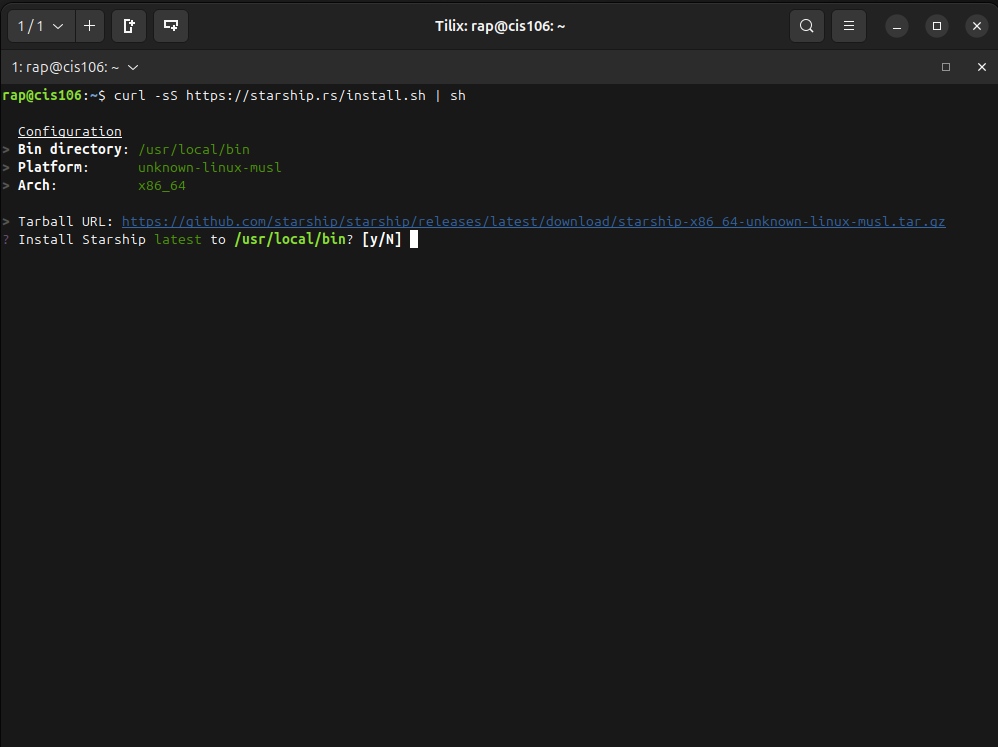 1 / 1
Tilix: rap@cis106: ~
1: rap@cis106: ~
rap@cis106:~$ curl -sS https://starship.rs/install.sh | sh
Configuration
> Bin directory: /usr/local/bin
> Platform: unknown-linux-musl
> Arch: x86_64
> Tarball URL: https://github.com/starship/starship/releases/latest/download/starship-x86_64-unknown-linux-musl.tar.gz
? Install Starship latest to /usr/local/bin? [y/N]